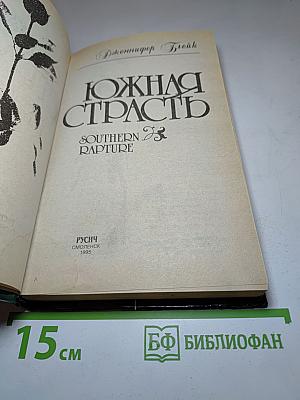 Дженнифер Блейк
ЮЖНАЯ
СТРАСТЬ
SOUTHERN
RAPTURE
РУСИЧ
СМОЛЕНСК
1995
15 см
БФ БИБЛИОФАН